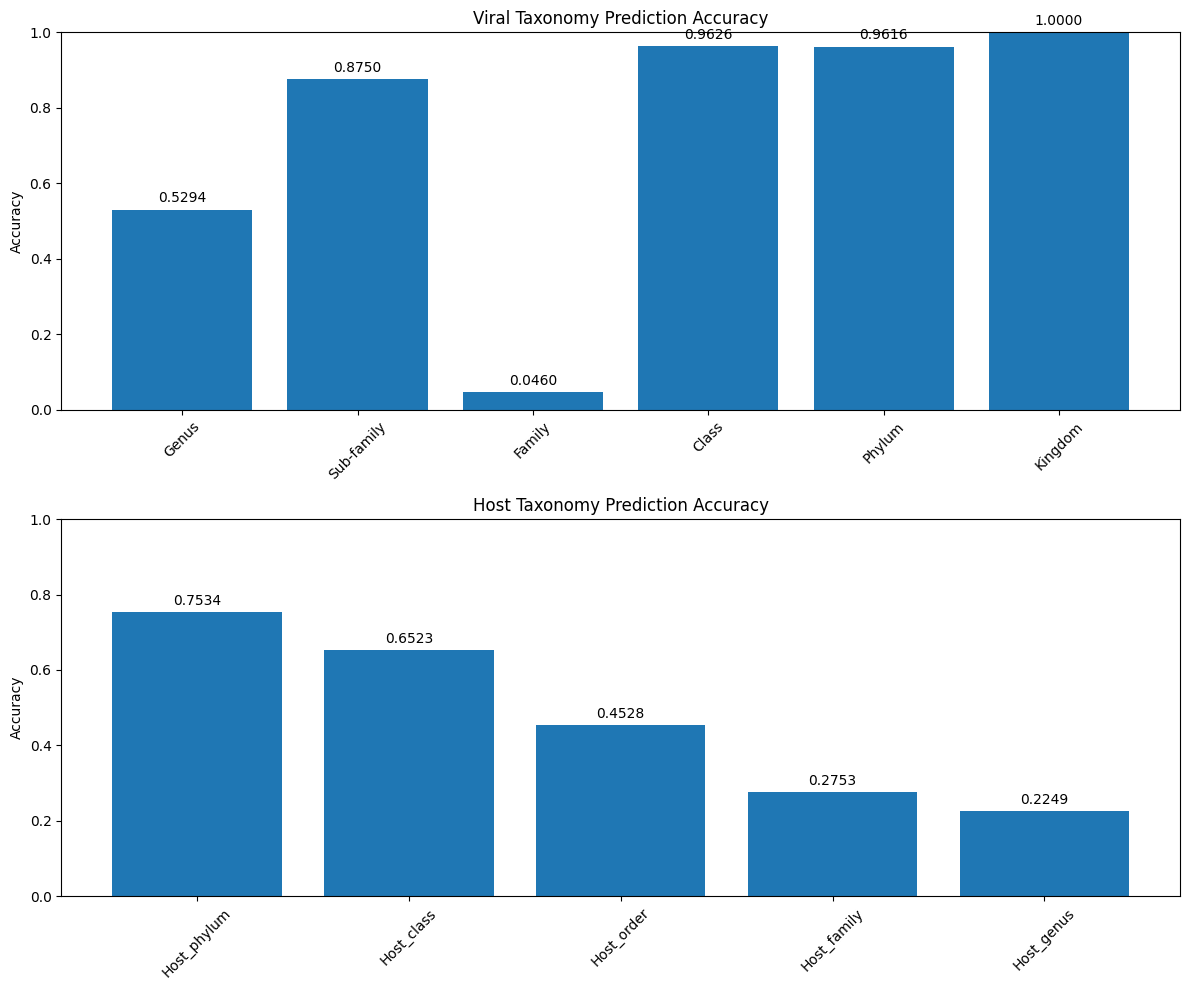 Viral Taxonomy Prediction Accuracy
1.0000
0.9626
0.9616
0.8750
0.5294
0.0460
1.0
0.8
0.6
0.4
0.2
0.0
Accuracy
Genus
Sub-family
Family
Class
Phylum
Kingdom
Host Taxonomy Prediction Accuracy
0.7534
0.6523
0.4528
0.2753
0.2249
1.0
0.8
0.6
0.4
0.2
0.0
Accuracy
Host_phylum
Host_class
Host_order
Host_family
Host_genus